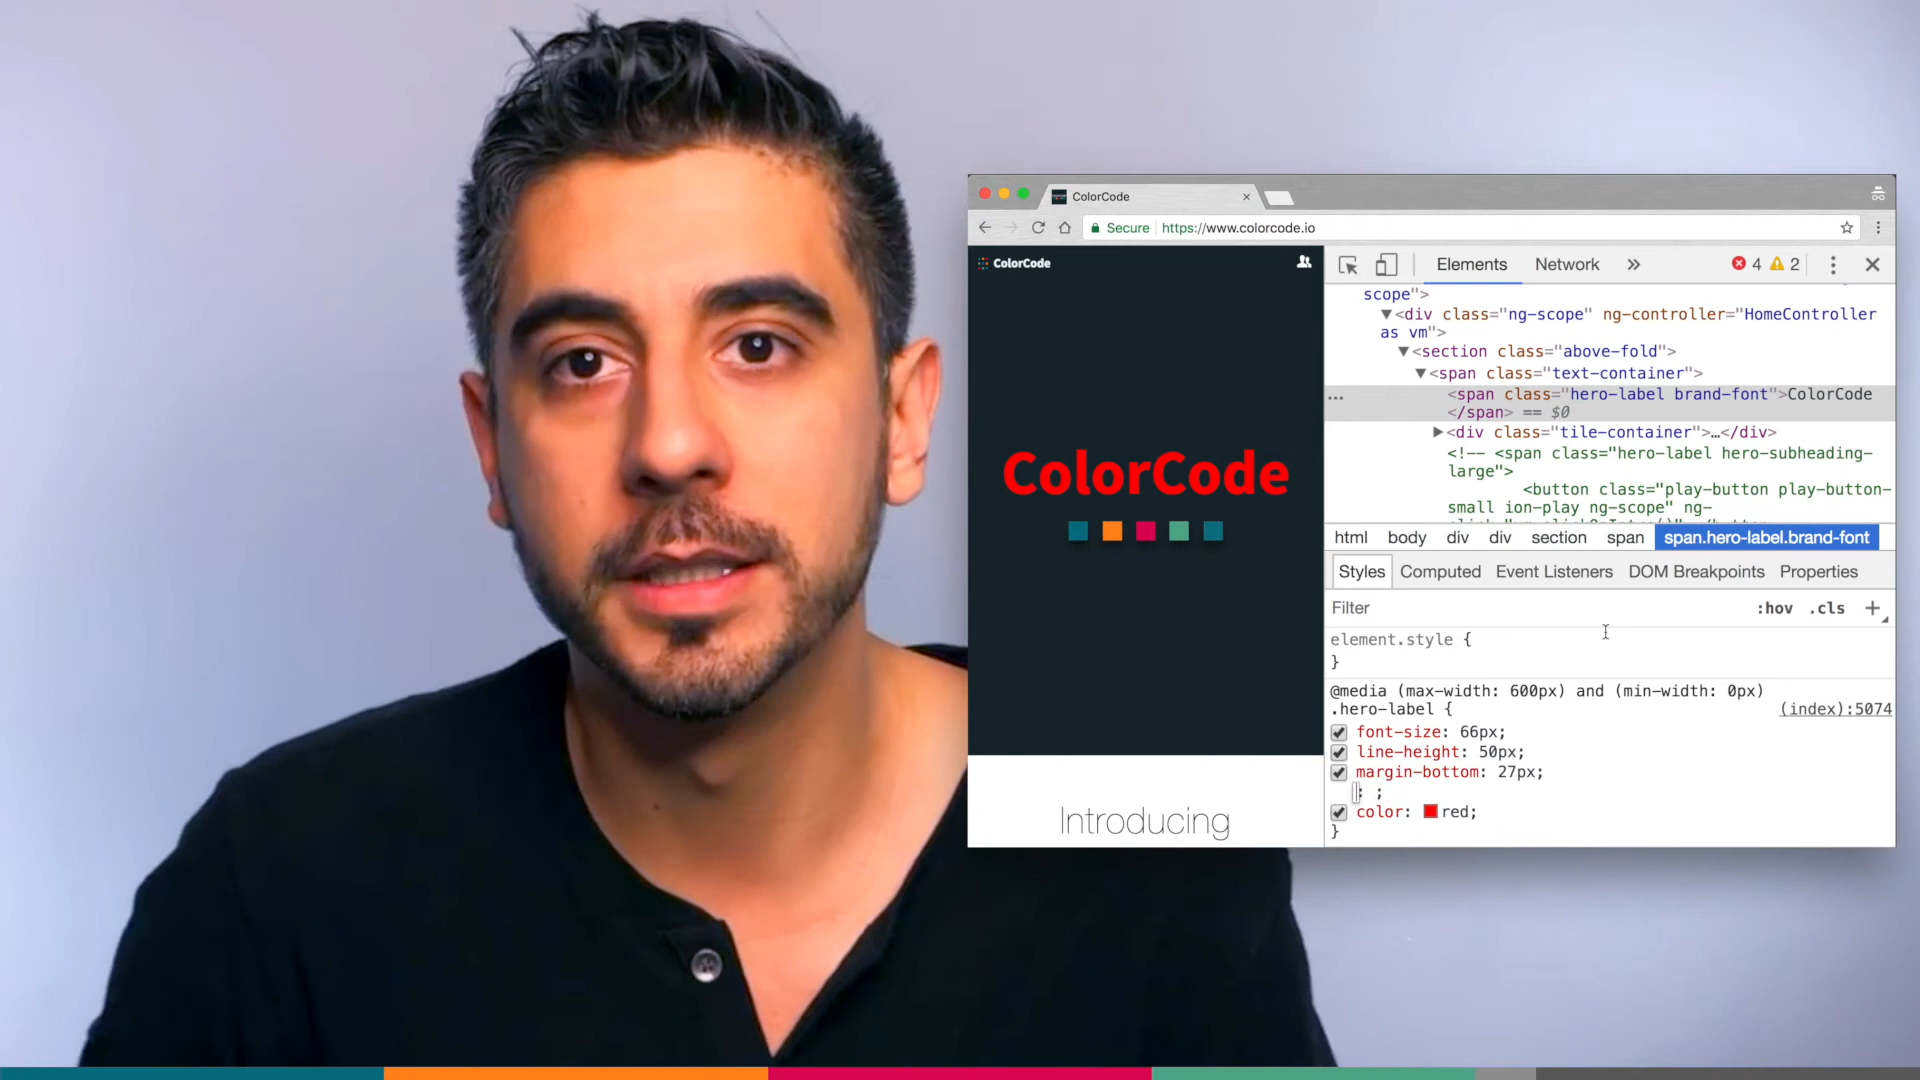 ColorCode
Secure https://www.colorcode.io
ColorCode
Elements Network » 4 2
ColorCode
Introducing
scope">
▼<div class="ng-scope" ng-controller="HomeController
as vm">
▼<section class="above-fold">
▼<span class="text-container">
<span class="hero-label brand-font">ColorCode
</span> == $0
▶<div class="tile-container">…</div>
<!-- <span class="hero-label hero-subheading-
large">
<button class="play-button play-button-
small ion-play ng-scope" ng-
html body div div section span span.hero-label.brand-font
Styles Computed Event Listeners DOM Breakpoints Properties
Filter :hov .cls +
element.style {
}
@media (max-width: 600px) and (min-width: 0px)
.hero-label { (index):5074
font-size: 66px;
line-height: 50px;
margin-bottom: 27px;
: ;
color: red;
}